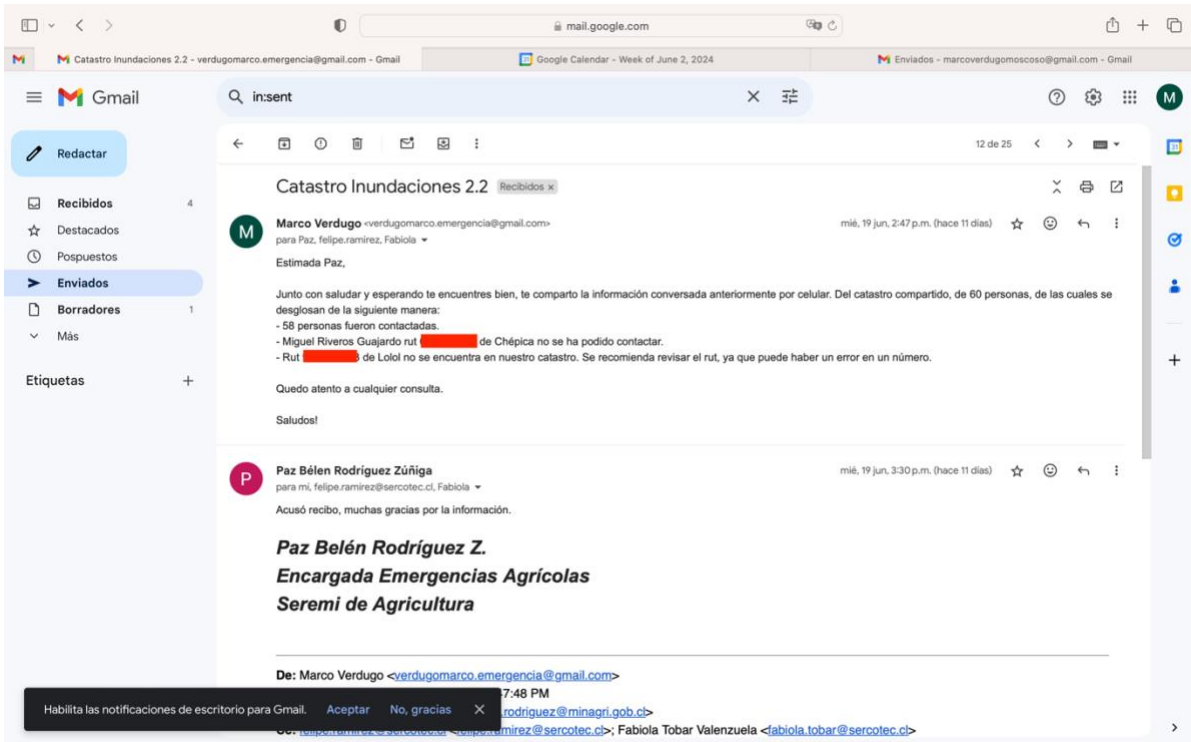 mail.google.com
Catastro Inundaciones 2.2 - verdugomarco.emergencia@gmail.com - Gmail
Google Calendar - Week of June 2, 2024
Enviados - marcoverdugomoscoso@gmail.com - Gmail
Gmail
in:sent
M
Redactar
12 de 25
Recibidos 4
Destacados
Pospuestos
Enviados
Borradores 1
Más
Etiquetas
Catastro Inundaciones 2.2 Recibidos x
M
Marco Verdugo <verdugomarco.emergencia@gmail.com>
mié, 19 jun, 2:47 p.m. (hace 11 días)
para Paz, felipe.ramirez, Fabiola
Estimada Paz,
Junto con saludar y esperando te encuentres bien, te comparto la información conversada anteriormente por celular. Del catastro compartido, de 60 personas, de las cuales se
desglosan de la siguiente manera:
- 58 personas fueron contactadas.
- Miguel Riveros Guajardo rut de Chépica no se ha podido contactar.
- Rut de Lolol no se encuentra en nuestro catastro. Se recomienda revisar el rut, ya que puede haber un error en un número.
Quedo atento a cualquier consulta.
Saludos!
P
Paz Bélen Rodríguez Zúñiga
mié, 19 jun, 3:30 p.m. (hace 11 días)
para mí, felipe.ramirez@sercotec.cl, Fabiola
Acusó recibo, muchas gracias por la información.
Paz Belén Rodríguez Z.
Encargada Emergencias Agrícolas
Seremi de Agricultura
De: Marco Verdugo <verdugomarco.emergencia@gmail.com>
7:48 PM
rodriguez@minagri.gob.cl>
Fabiola Tobar Valenzuela <fabiola.tobar@sercotec.cl>
Habilita las notificaciones de escritorio para Gmail. Aceptar No, gracias